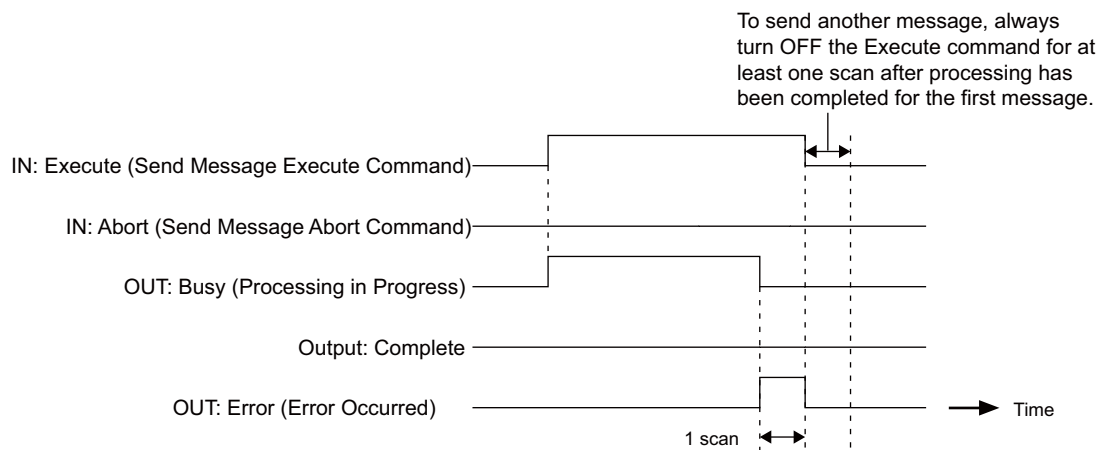 To send another message, always
turn OFF the Execute command for at
least one scan after processing has
been completed for the first message.
IN: Execute (Send Message Execute Command)
IN: Abort (Send Message Abort Command)
OUT: Busy (Processing in Progress)
Output: Complete
OUT: Error (Error Occurred)
Time
1 scan